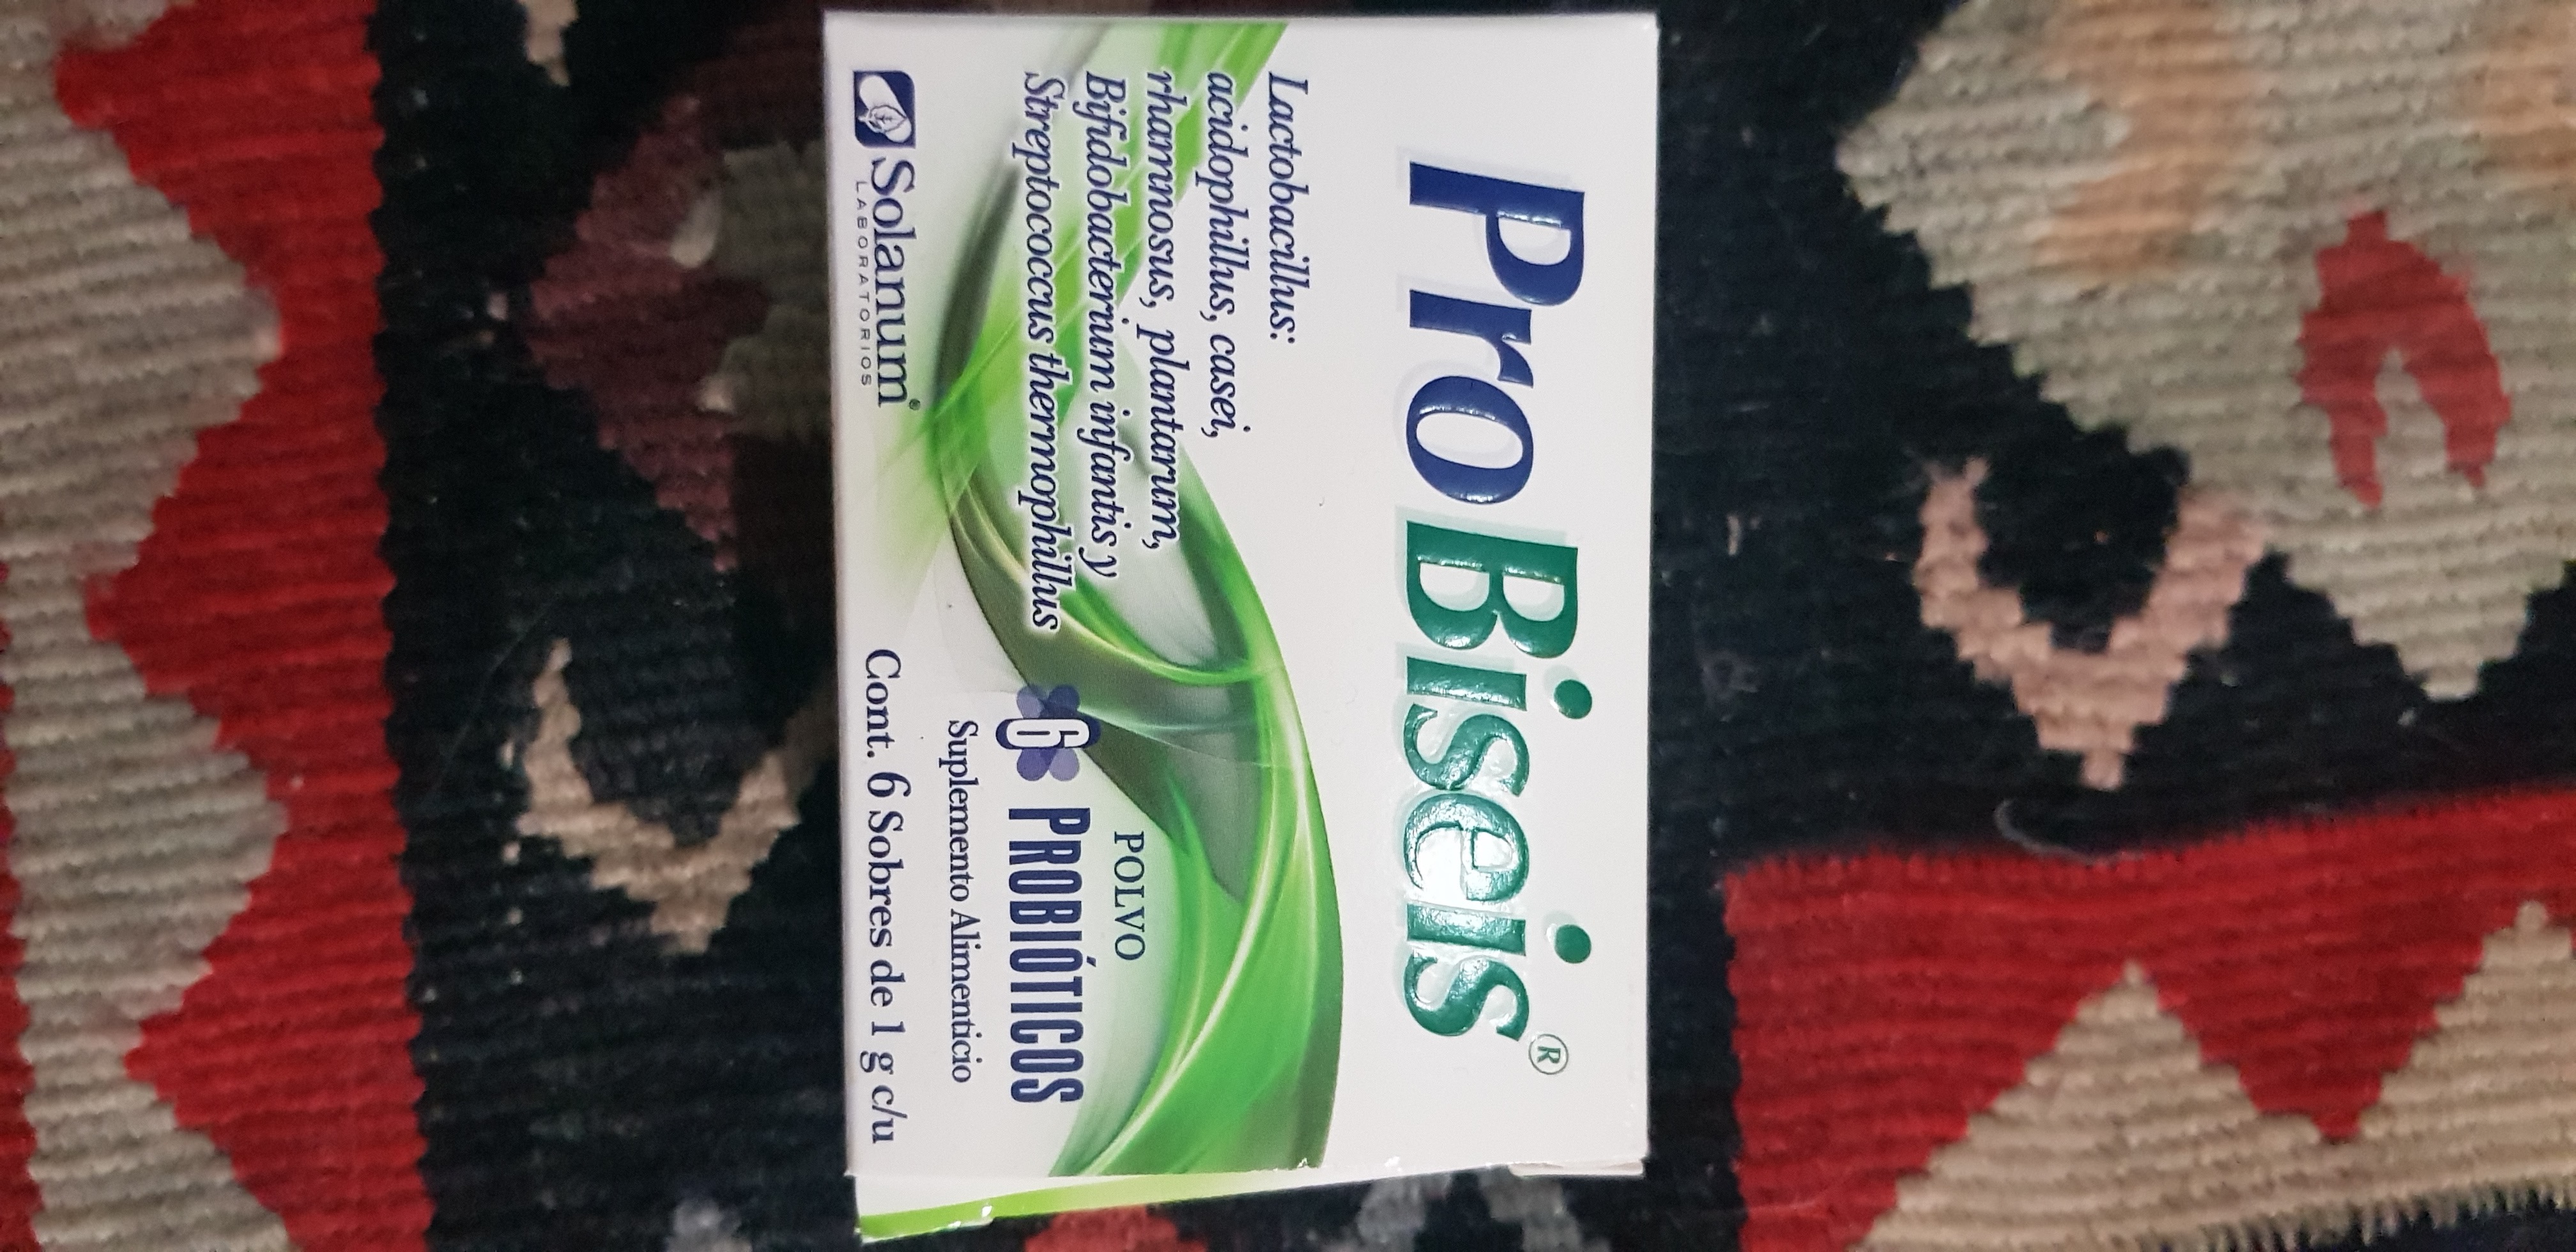 ProBiseis®
Lactobacillus:
acidophillus, casei,
rhamnosus, plantarum,
Bifidobacterium infantis y
Streptococcus thermophillus
POLVO
6 PROBIÓTICOS
Suplemento Alimenticio
Solanum®
LABORATORIOS
Cont. 6 Sobres de 1 g c/u